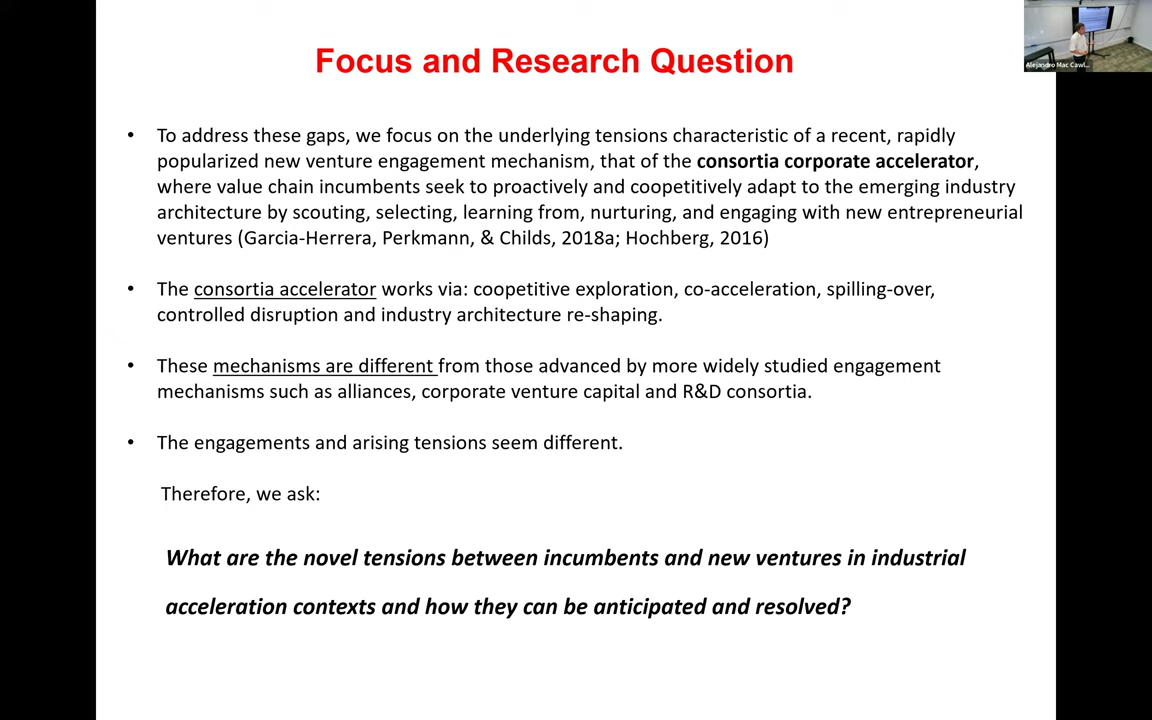 Focus and Research Question
Alejandro Mac Cawl...
• To address these gaps, we focus on the underlying tensions characteristic of a recent, rapidly
popularized new venture engagement mechanism, that of the consortia corporate accelerator,
where value chain incumbents seek to proactively and coopetitively adapt to the emerging industry
architecture by scouting, selecting, learning from, nurturing, and engaging with new entrepreneurial
ventures (Garcia-Herrera, Perkmann, & Childs, 2018a; Hochberg, 2016)
• The consortia accelerator works via: coopetitive exploration, co-acceleration, spilling-over,
controlled disruption and industry architecture re-shaping.
• These mechanisms are different from those advanced by more widely studied engagement
mechanisms such as alliances, corporate venture capital and R&D consortia.
• The engagements and arising tensions seem different.
Therefore, we ask:
What are the novel tensions between incumbents and new ventures in industrial
acceleration contexts and how they can be anticipated and resolved?